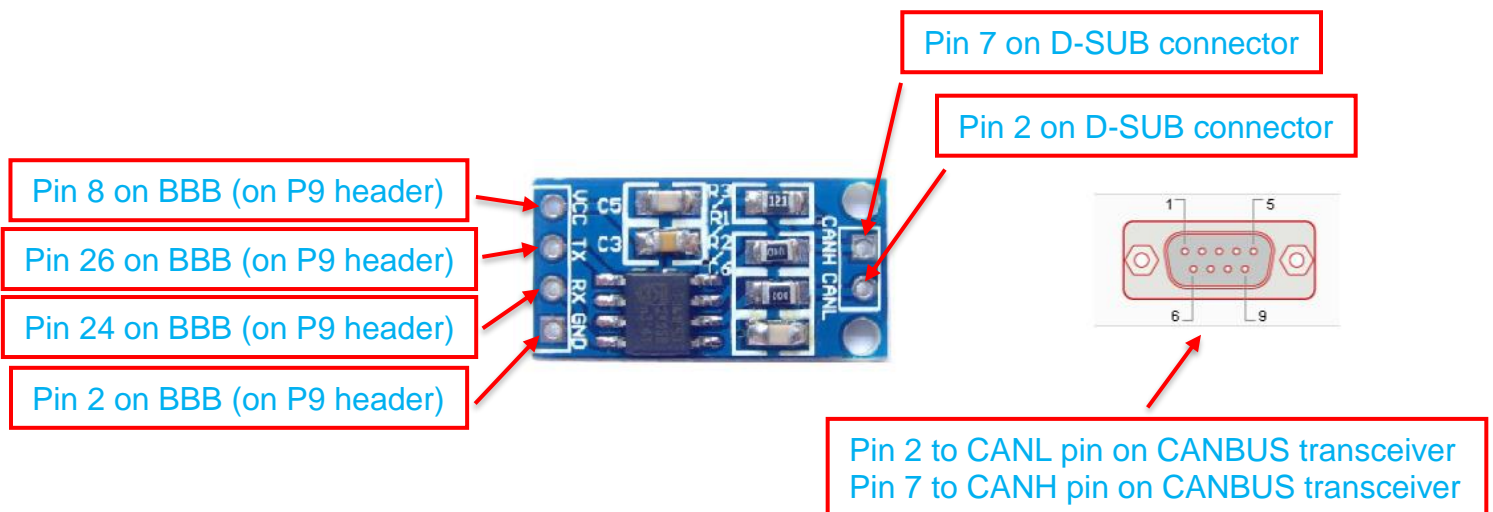 Pin 7 on D-SUB connector
Pin 2 on D-SUB connector
Pin 8 on BBB (on P9 header)
Pin 26 on BBB (on P9 header)
Pin 24 on BBB (on P9 header)
Pin 2 on BBB (on P9 header)
VCC TX RX GND
C5
C3
R3
R1
R2
CANH CANL
1
5
6
9
Pin 2 to CANL pin on CANBUS transceiver
Pin 7 to CANH pin on CANBUS transceiver